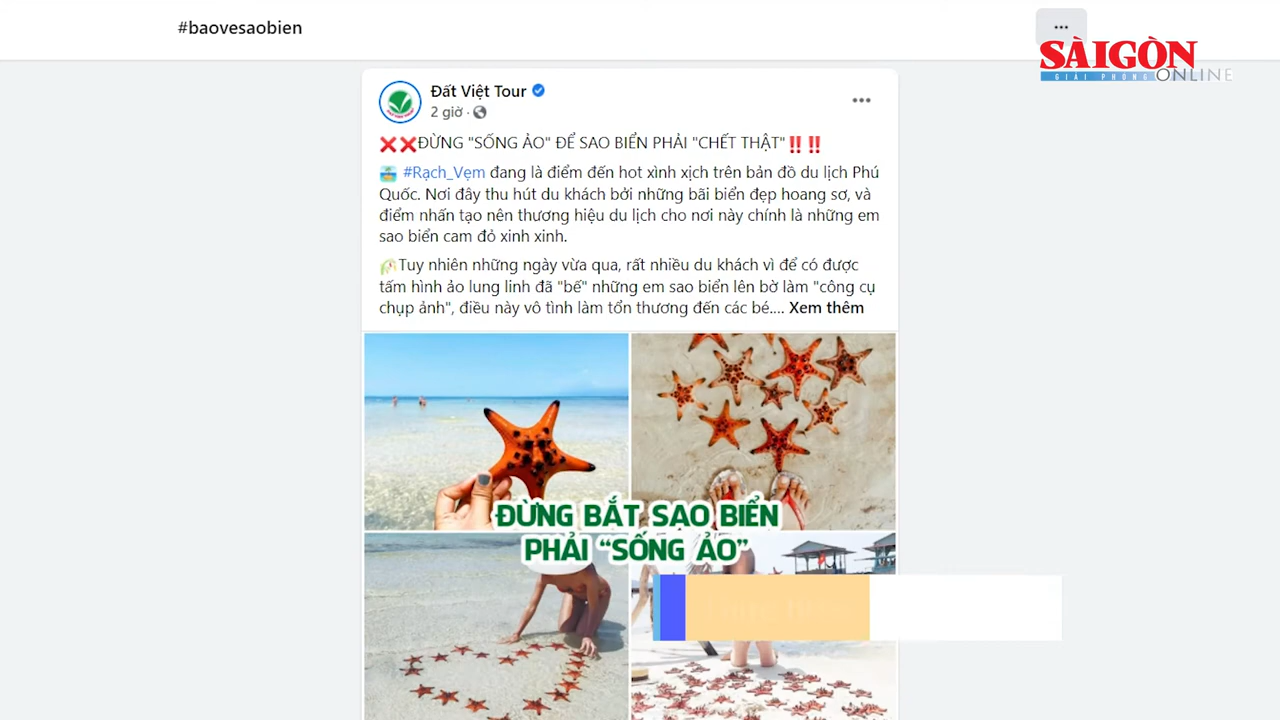 #baovesaobien
SÀIGÒN
GIẢI PHÓNG ONLINE
Đất Việt Tour
2 giờ ·
❌❌ĐỪNG "SỐNG ẢO" ĐỂ SAO BIỂN PHẢI "CHẾT THẬT"‼️‼️
🏝️ #Rạch_Vẹm đang là điểm đến hot xình xịch trên bản đồ du lịch Phú
Quốc. Nơi đây thu hút du khách bởi những bãi biển đẹp hoang sơ, và
điểm nhấn tạo nên thương hiệu du lịch cho nơi này chính là những em
sao biển cam đỏ xinh xinh.
Tuy nhiên những ngày vừa qua, rất nhiều du khách vì để có được
tấm hình ảo lung linh đã "bế" những em sao biển lên bờ làm "công cụ
chụp ảnh", điều này vô tình làm tổn thương đến các bé.... Xem thêm
ĐỪNG BẮT SAO BIỂN
PHẢI “SỐNG ẢO”